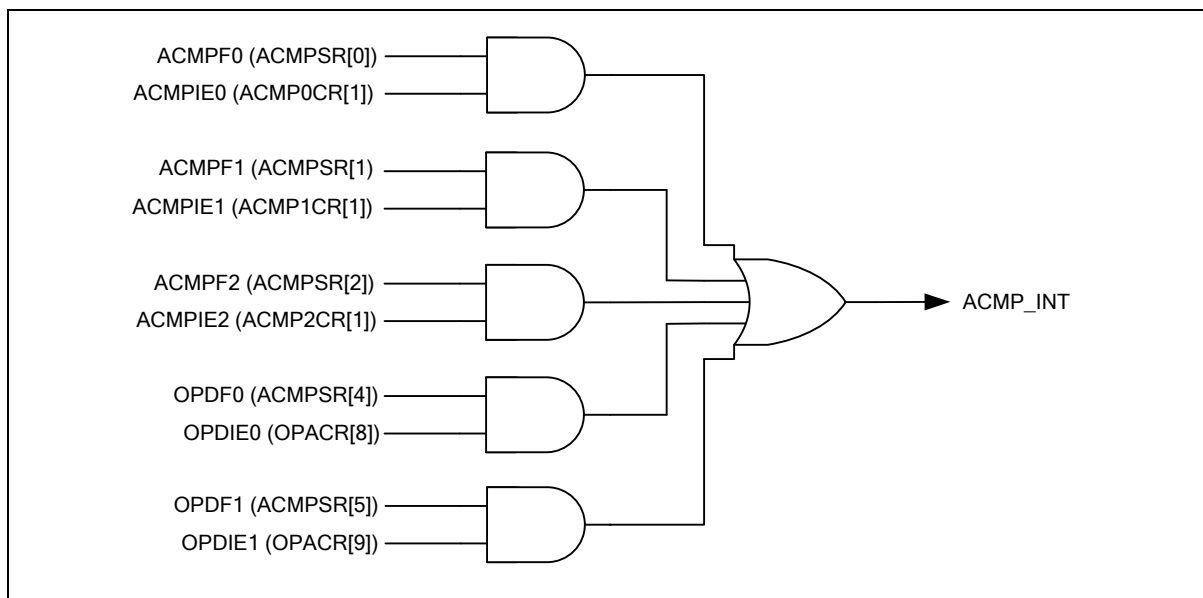 ACMPF0 (ACMPSR[0])
ACMPIE0 (ACMP0CR[1])
ACMPF1 (ACMPSR[1)
ACMPIE1 (ACMP1CR[1])
ACMPF2 (ACMPSR[2])
ACMPIE2 (ACMP2CR[1])
ACMP_INT
OPDF0 (ACMPSR[4])
OPDIE0 (OPACR[8])
OPDF1 (ACMPSR[5])
OPDIE1 (OPACR[9])